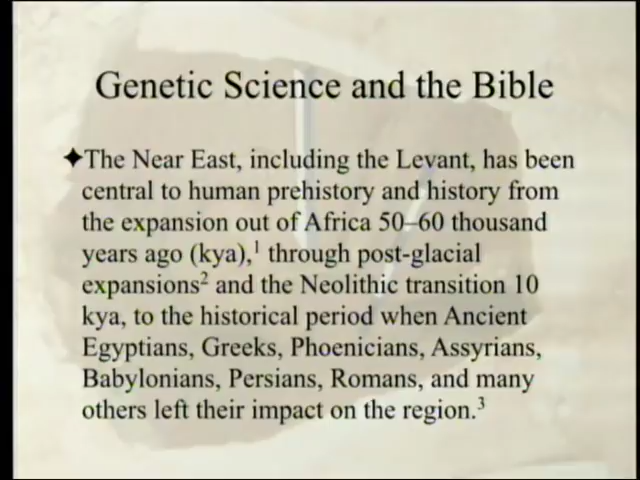 Genetic Science and the Bible
✦The Near East, including the Levant, has been
central to human prehistory and history from
the expansion out of Africa 50–60 thousand
years ago (kya),¹ through post-glacial
expansions² and the Neolithic transition 10
kya, to the historical period when Ancient
Egyptians, Greeks, Phoenicians, Assyrians,
Babylonians, Persians, Romans, and many
others left their impact on the region.³